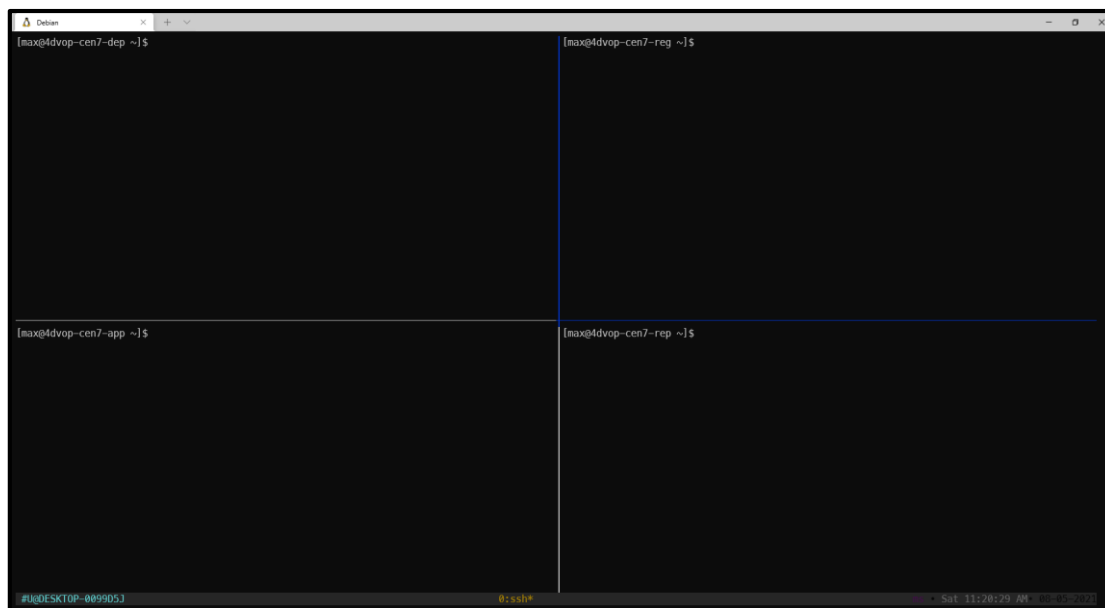 Debian
[max@4dvop-cen7-dep ~]$
[max@4dvop-cen7-reg ~]$
[max@4dvop-cen7-app ~]$
[max@4dvop-cen7-rep ~]$
#U@DESKTOP-0099D5J 0:ssh* Sat 11:20:29 AM